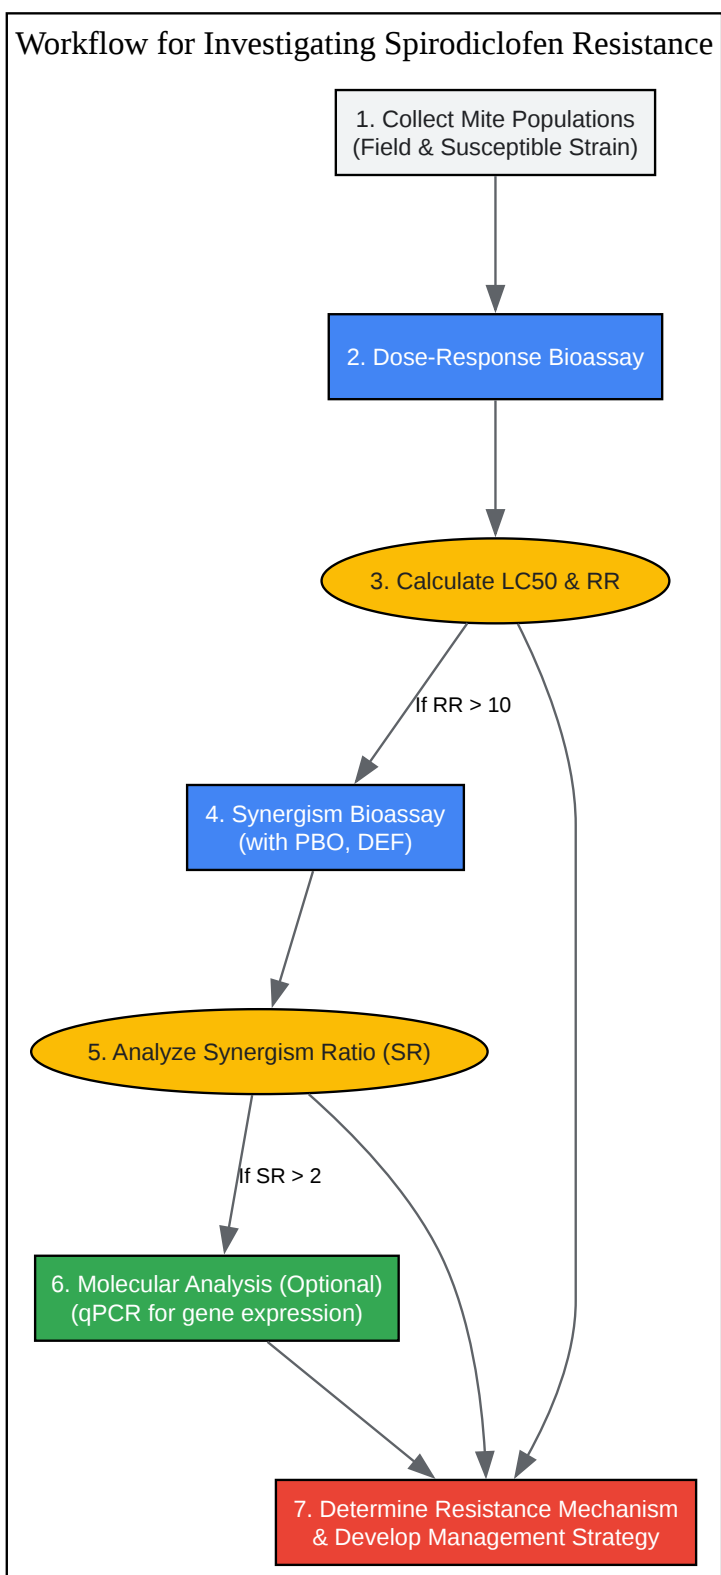 Workflow for Investigating Spirodiclofen Resistance
1. Collect Mite Populations
(Field & Susceptible Strain)
2. Dose-Response Bioassay
3. Calculate LC50 & RR
If RR > 10
4. Synergism Bioassay
(with PBO, DEF)
5. Analyze Synergism Ratio (SR)
If SR > 2
6. Molecular Analysis (Optional)
(qPCR for gene expression)
7. Determine Resistance Mechanism
& Develop Management Strategy